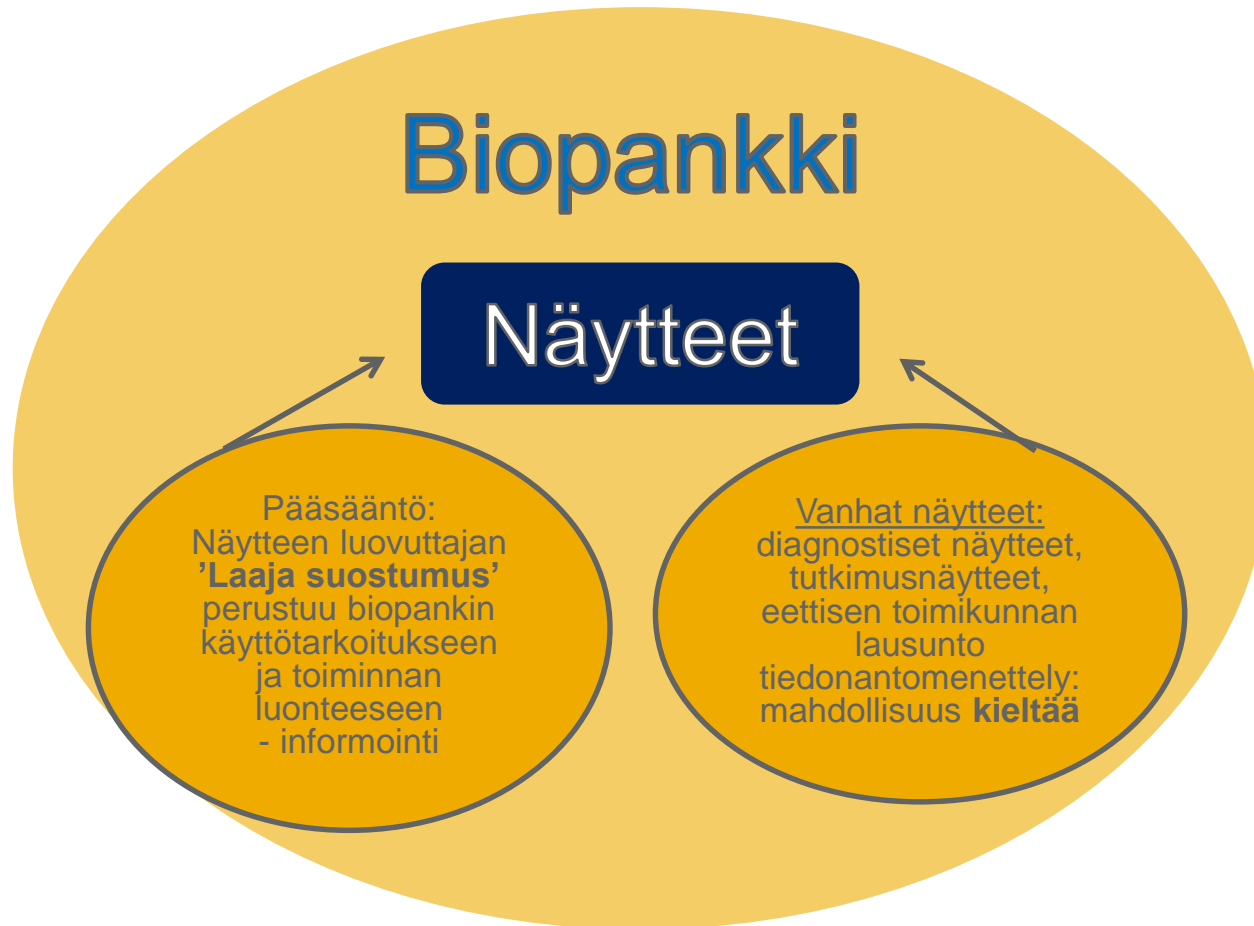 Biopankki
Näytteet
Pääsääntö:
Näytteen luovuttajan
’Laaja suostumus’
perustuu biopankin
käyttötarkoitukseen
ja toiminnan
luonteeseen
- informointi
Vanhat näytteet:
diagnostiset näytteet,
tutkimusnäytteet,
eettisen toimikunnan
lausunto
tiedonantomenettely:
mahdollisuus kieltää